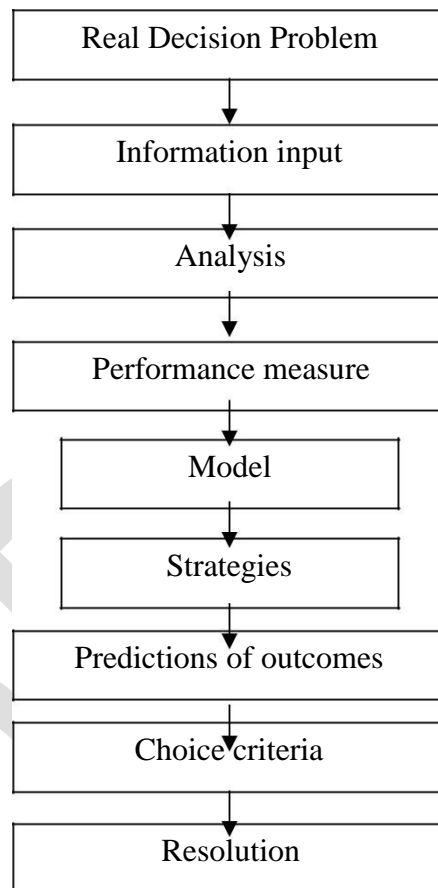 Real Decision Problem
Information input
Analysis
Performance measure
Model
Strategies
Predictions of outcomes
Choice criteria
Resolution